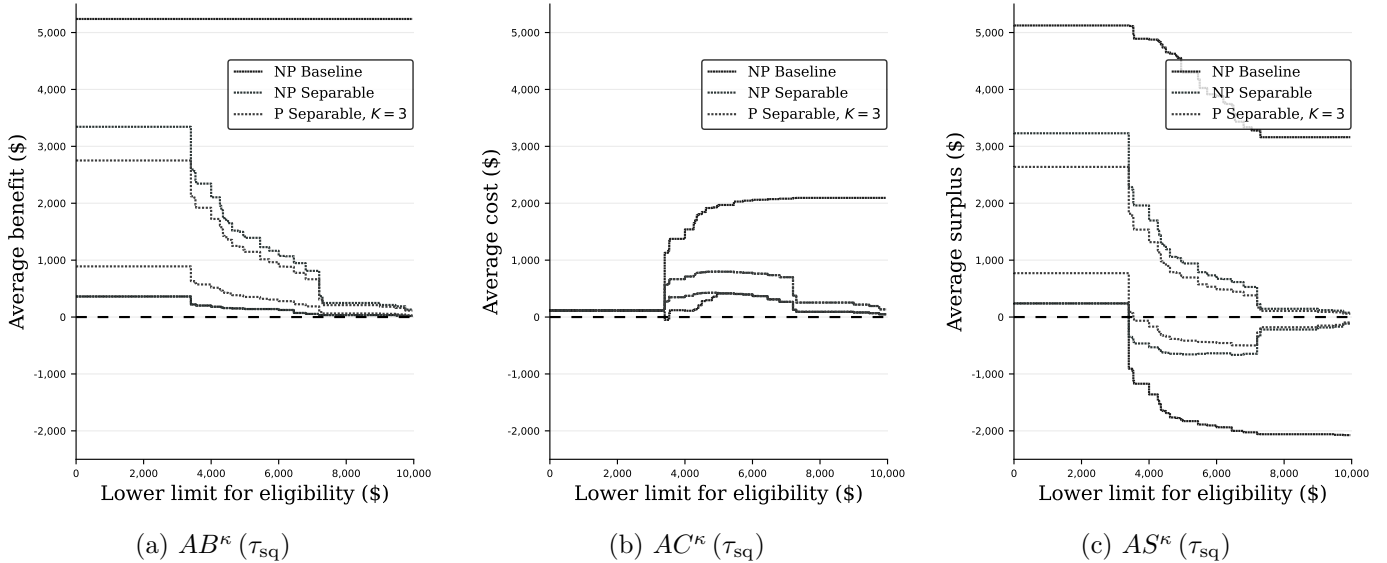 5,000
4,000
3,000
2,000
1,000
0
-1,000
-2,000
Average benefit ($)
NP Baseline
NP Separable
P Separable, K = 3
0 2,000 4,000 6,000 8,000 10,000
Lower limit for eligibility ($)
(a) AB^κ (τ_sq)
5,000
4,000
3,000
2,000
1,000
0
-1,000
-2,000
Average cost ($)
NP Baseline
NP Separable
P Separable, K = 3
0 2,000 4,000 6,000 8,000 10,000
Lower limit for eligibility ($)
(b) AC^κ (τ_sq)
5,000
4,000
3,000
2,000
1,000
0
-1,000
-2,000
Average surplus ($)
NP Baseline
NP Separable
P Separable, K = 3
0 2,000 4,000 6,000 8,000 10,000
Lower limit for eligibility ($)
(c) AS^κ (τ_sq)